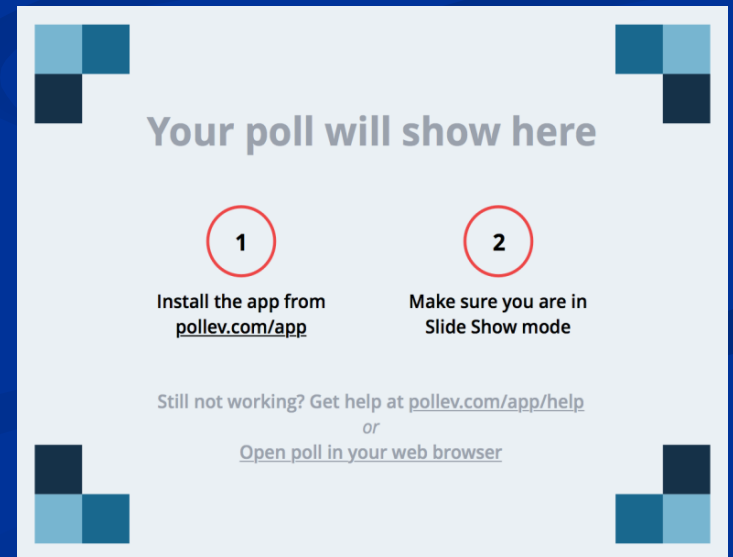 Your poll will show here
1
2
Install the app from
pollev.com/app
Make sure you are in
Slide Show mode
Still not working? Get help at pollev.com/app/help
or
Open poll in your web browser